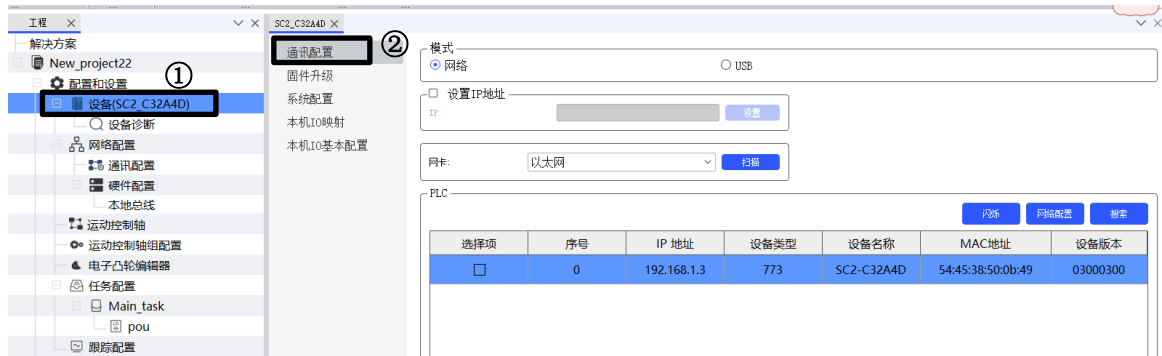 工程
解决方案
New_project22
配置和设置
①
设备(SC2_C32A4D)
设备诊断
网络配置
通讯配置
硬件配置
本地总线
运动控制轴
运动控制轴组配置
电子凸轮编辑器
任务配置
Main_task
pou
跟踪配置
SC2_C32A4D
通讯配置
②
固件升级
系统配置
本机IO映射
本机IO基本配置
模式
网络 USB
设置IP地址
IP: 设置
网卡: 以太网 扫描
PLC
闪烁 网络配置 搜索
选择项 序号 IP 地址 设备类型 设备名称 MAC地址 设备版本
0 192.168.1.3 773 SC2-C32A4D 54:45:38:50:0b:49 03000300